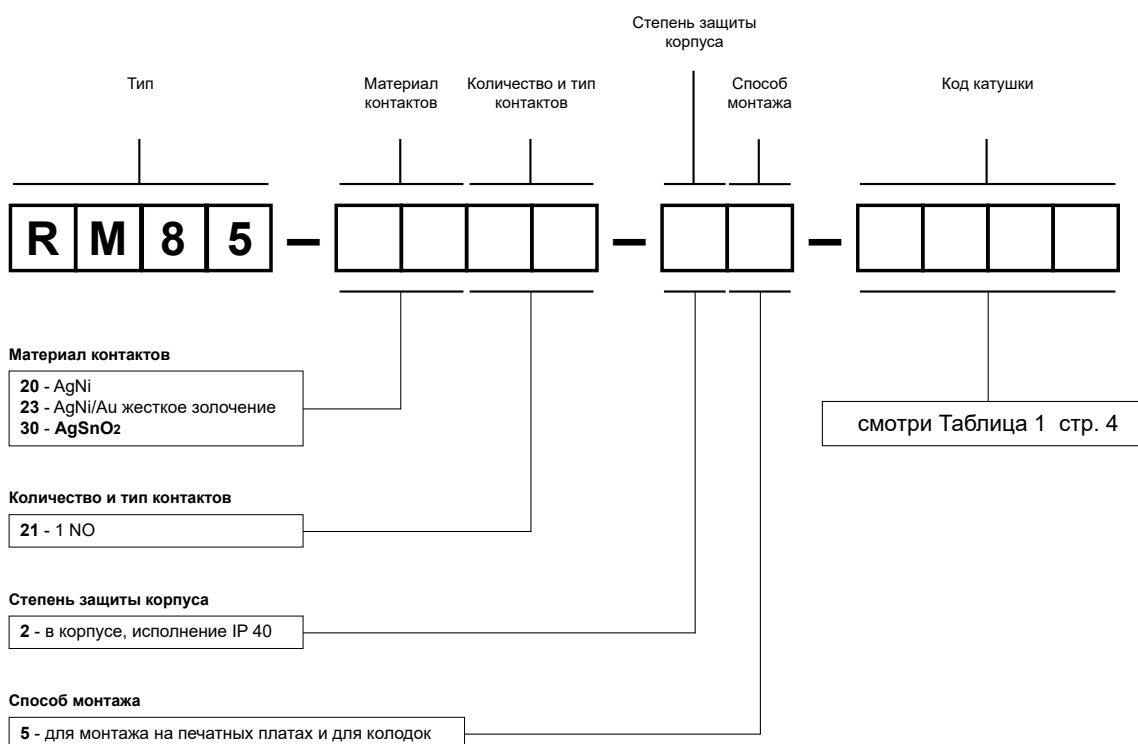 Степень защиты
корпуса
Тип
Материал
контактов
Количество и тип
контактов
Способ
монтажа
Код катушки
R M 8 5 – – –
Материал контактов
20 - AgNi
23 - AgNi/Au жесткое золочение
30 - AgSnO2
смотри Таблица 1 стр. 4
Количество и тип контактов
21 - 1 NO
Степень защиты корпуса
2 - в корпусе, исполнение IP 40
Способ монтажа
5 - для монтажа на печатных платах и для колодок